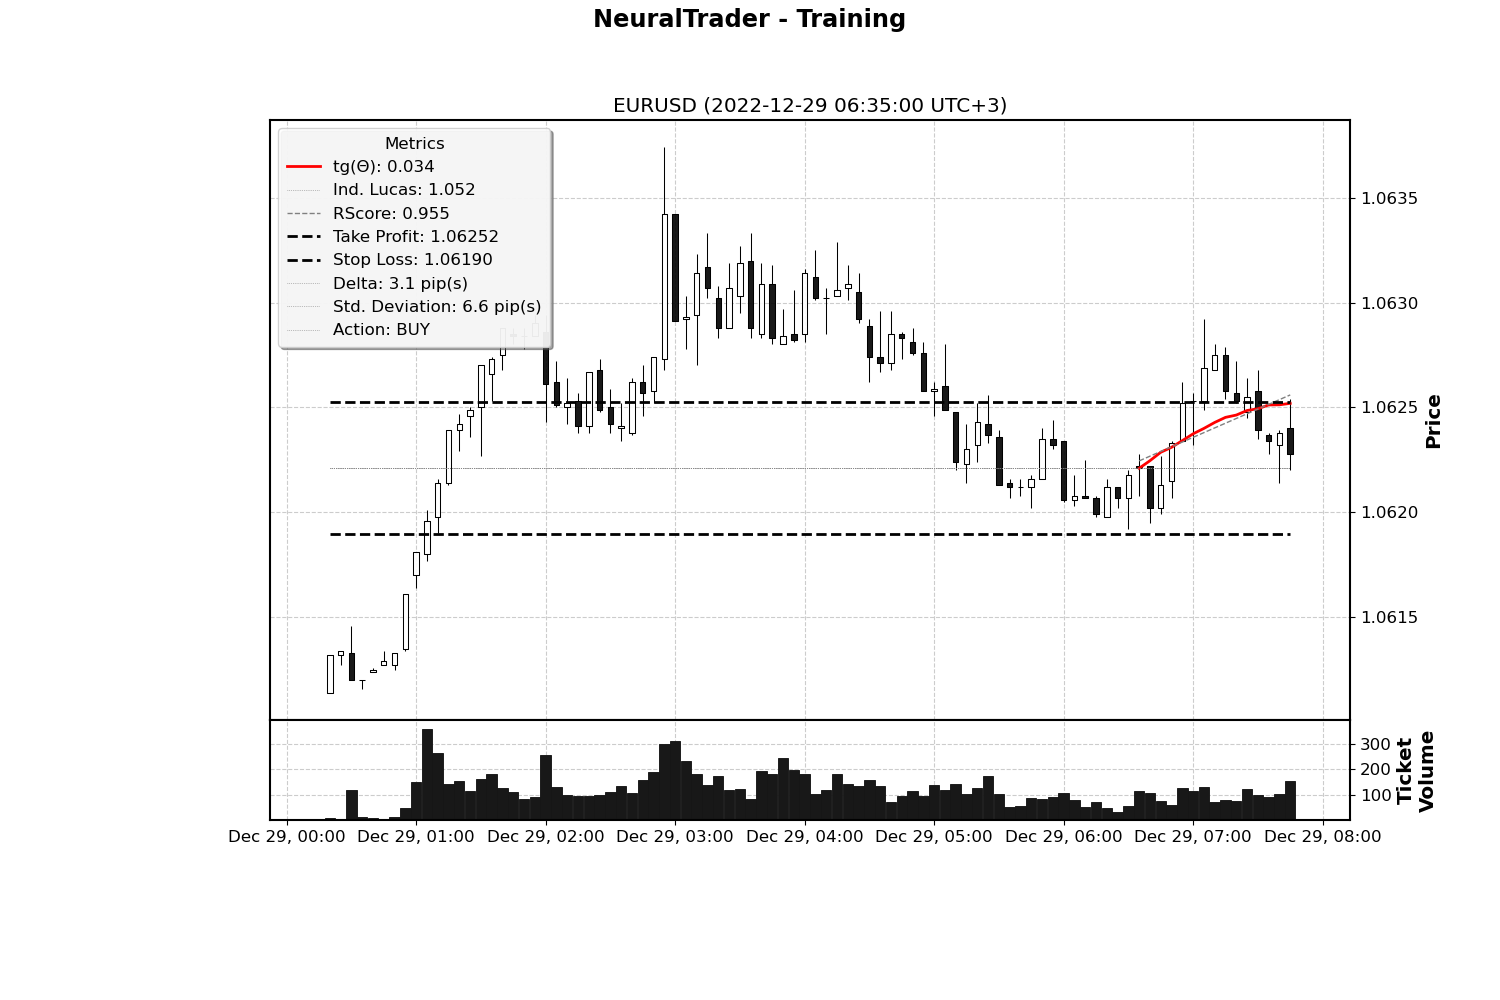 NeuralTrader - Training
EURUSD (2022-12-29 06:35:00 UTC+3)
Metrics
tg(Θ): 0.034
Ind. Lucas: 1.052
RScore: 0.955
Take Profit: 1.06252
Stop Loss: 1.06190
Delta: 3.1 pip(s)
Std. Deviation: 6.6 pip(s)
Action: BUY
1.0635
1.0630
1.0625
1.0620
1.0615
Price
300
200
100
Ticket
Volume
Dec 29, 00:00
Dec 29, 01:00
Dec 29, 02:00
Dec 29, 03:00
Dec 29, 04:00
Dec 29, 05:00
Dec 29, 06:00
Dec 29, 07:00
Dec 29, 08:00